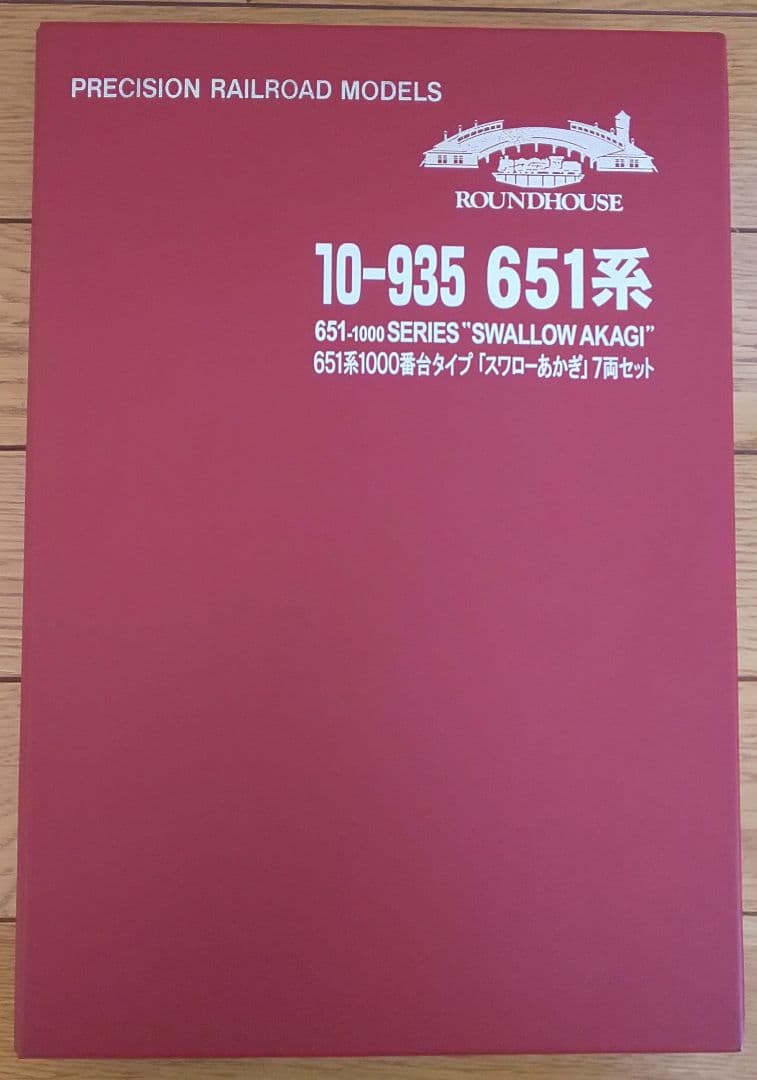 PRECISION RAILROAD MODELS
ROUNDHOUSE
10-935 651系
651-1000 SERIES "SWALLOW AKAGI"
651系1000番台タイプ「スワローあかぎ」7両セット